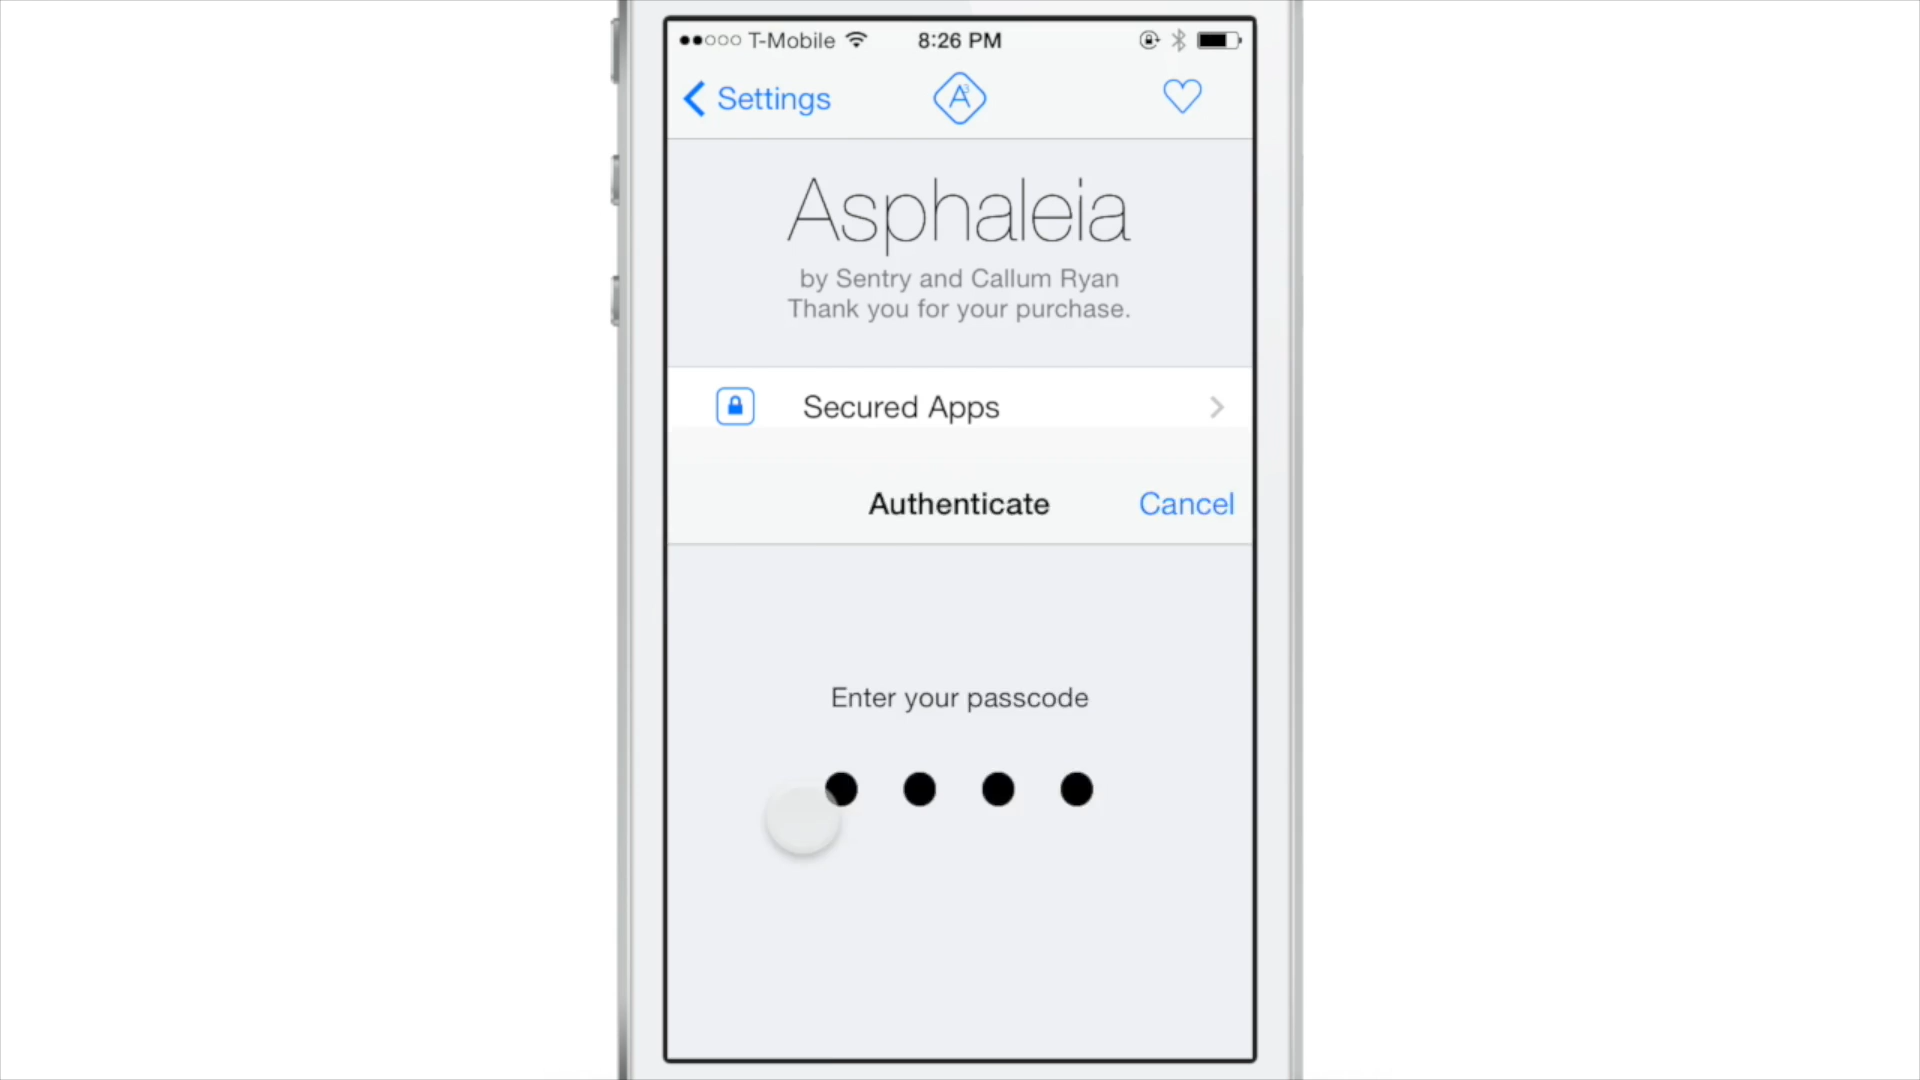 T-Mobile 8:26 PM
Settings
A3
Asphaleia
by Sentry and Callum Ryan
Thank you for your purchase.
Secured Apps
Authenticate Cancel
Enter your passcode